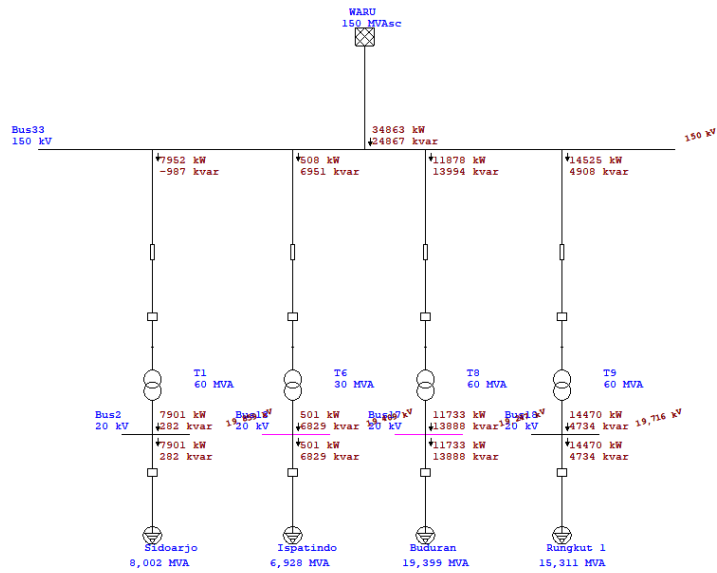 WARU
150 MVAsc
Bus33
150 kV
34863 kW
24867 kvar
150 kV
7952 kW
-987 kvar
508 kW
6951 kvar
11878 kW
13994 kvar
14525 kW
4908 kvar
T1
60 MVA
T6
30 MVA
T8
60 MVA
T9
60 MVA
Bus2
20 kV
7901 kW
282 kvar
20 kV
501 kW
6829 kvar
20 kV
11733 kW
13888 kvar
20 kV
14470 kW
4734 kvar
19,716 kV
7901 kW
282 kvar
501 kW
6829 kvar
11733 kW
13888 kvar
14470 kW
4734 kvar
Sidoarjo
8,002 MVA
Ispatindo
6,928 MVA
Buduran
19,399 MVA
Rungkut 1
15,311 MVA